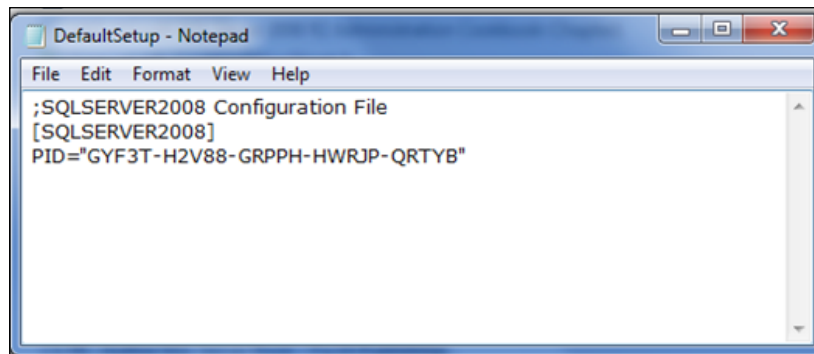 DefaultSetup - Notepad
File Edit Format View Help
;SQLSERVER2008 Configuration File
[SQLSERVER2008]
PID="GYF3T-H2V88-GRPPH-HWRJP-QRTYB"